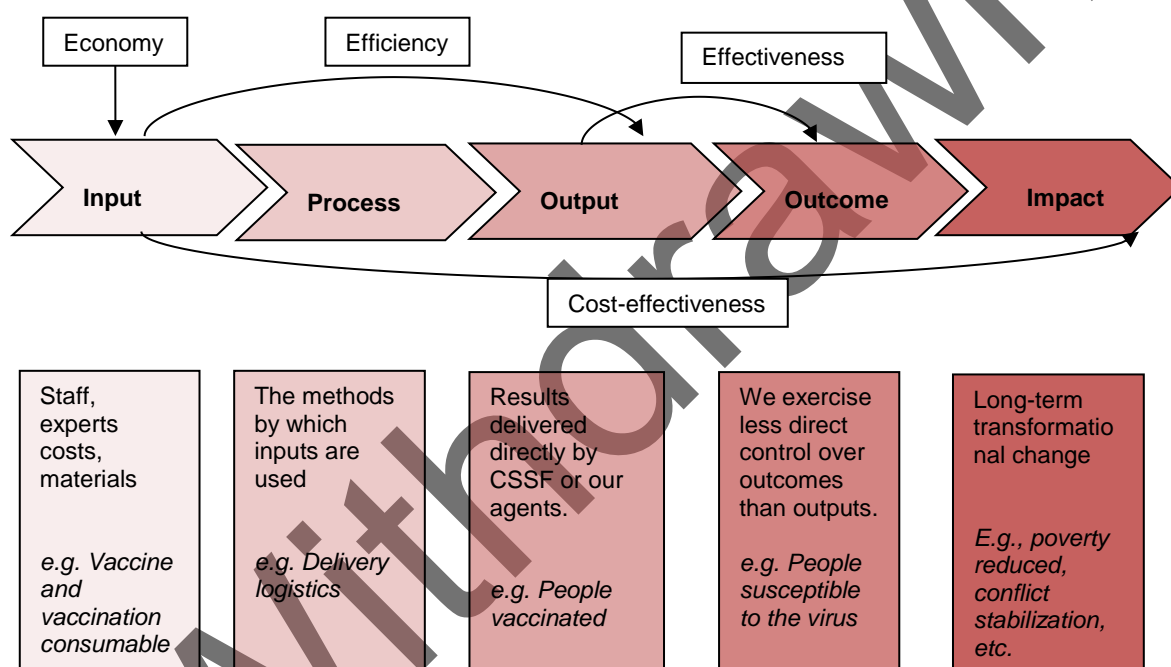 Economy
Efficiency
Effectiveness
Input
Process
Output
Outcome
Impact
Cost-effectiveness
Staff,
experts
costs,
materials
e.g. Vaccine
and
vaccination
consumable
The methods
by which
inputs are
used
e.g. Delivery
logistics
Results
delivered
directly by
CSSF or our
agents.
e.g. People
vaccinated
We exercise
less direct
control over
outcomes
than outputs.
e.g. People
susceptible
to the virus
Long-term
transformatio
nal change
E.g., poverty
reduced,
conflict
stabilization,
etc.
Withdrawn